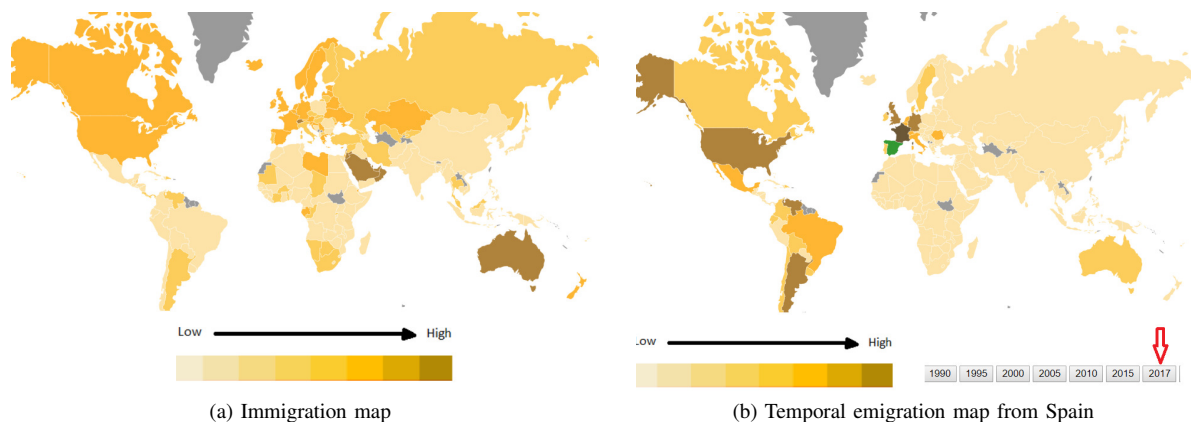 Low High
Low High
1990 1995 2000 2005 2010 2015 2017
(a) Immigration map
(b) Temporal emigration map from Spain